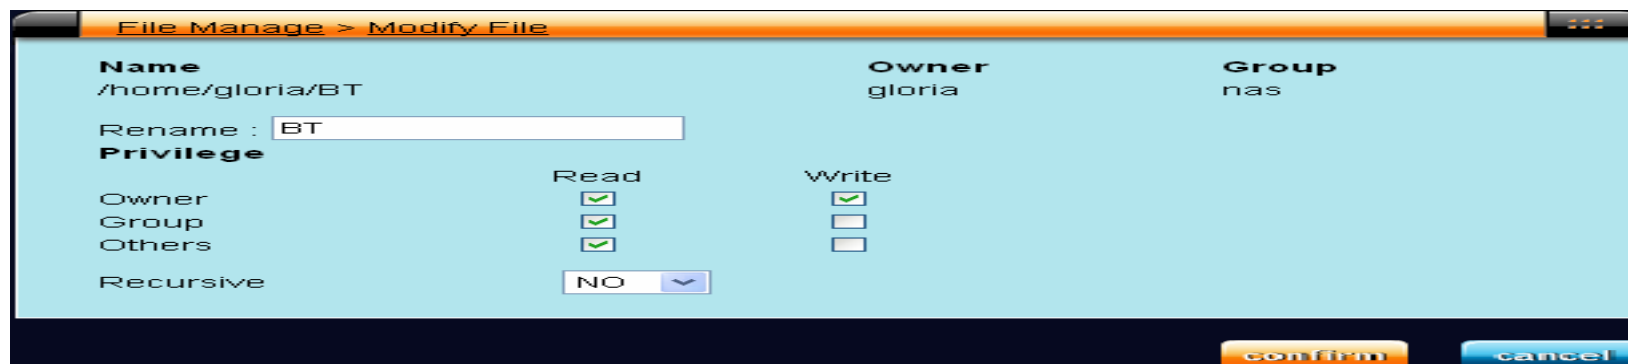 File Manage > Modify File
Name Owner Group
/home/gloria/BT gloria nas
Rename : BT
Privilege
Read Write
Owner
Group
Others
Recursive NO
confirm cancel